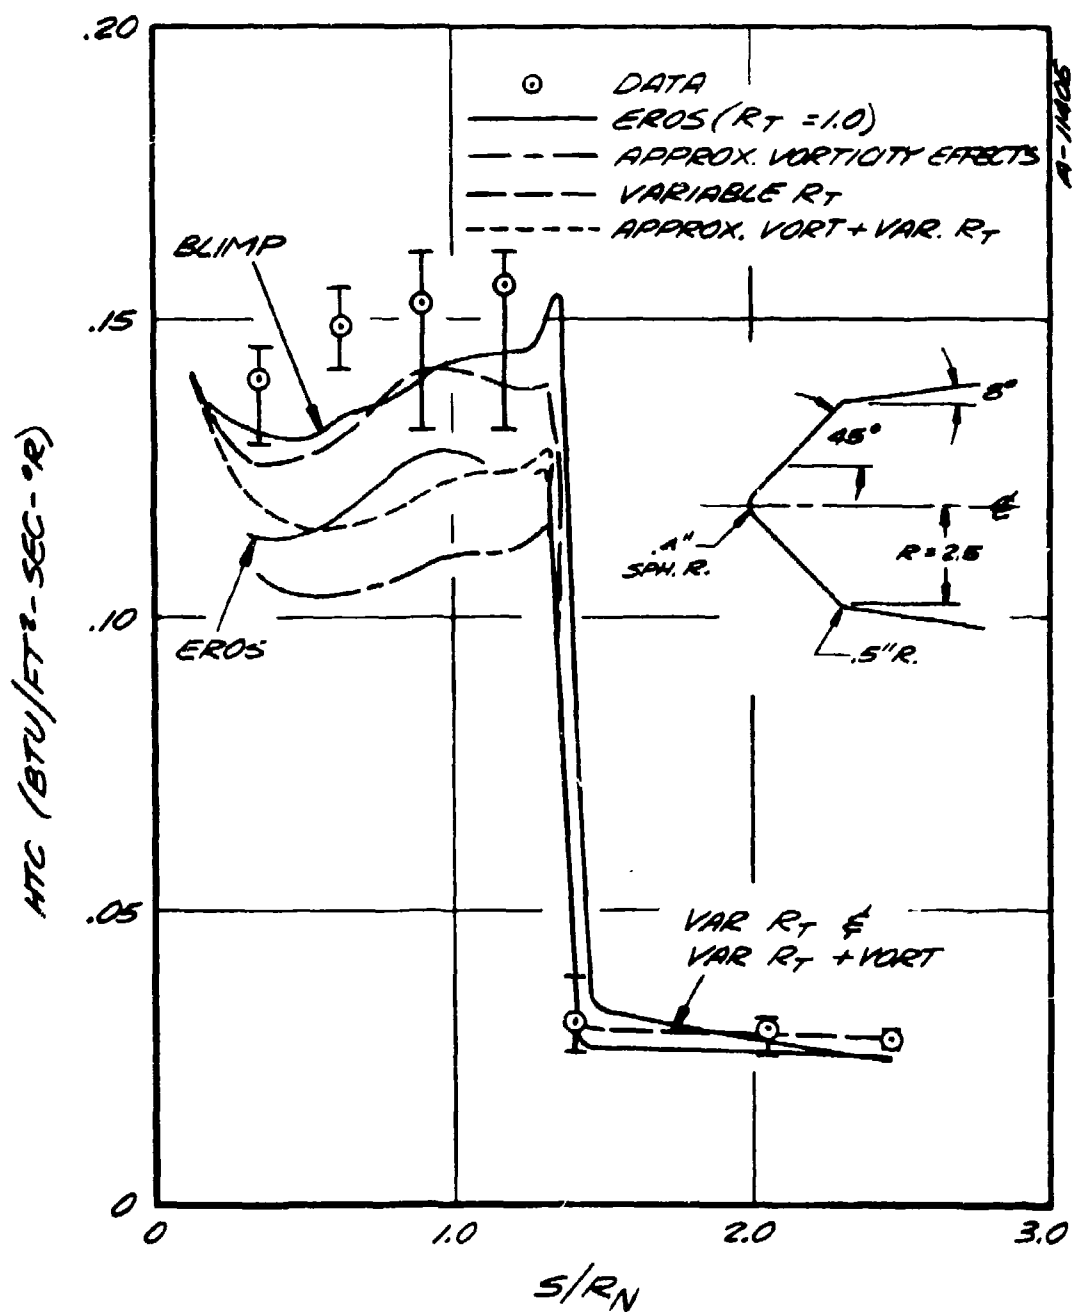 .20
.15
.10
.05
0
HTC (BTU/FT²-SEC-°R)
0
1.0
2.0
3.0
S/R_N
DATA
EROS (R_T = 1.0)
APPROX. VORTICITY EFFECTS
VARIABLE R_T
APPROX. VORT + VAR. R_T
BLIMP
EROS
8°
45°
℄
.4"
SPH. R.
R = 2.5
.5" R.
VAR R_T &
VAR R_T + VORT